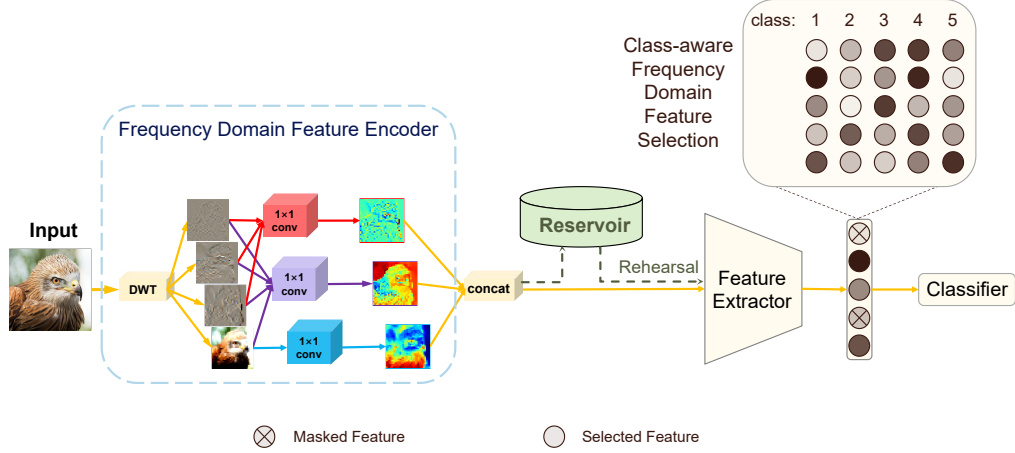 class: 1 2 3 4 5
Class-aware
Frequency
Domain
Feature
Selection
Frequency Domain Feature Encoder
Input
DWT
1×1
conv
1×1
conv
1×1
conv
concat
Reservoir
Rehearsal
Feature
Extractor
Classifier
Masked Feature
Selected Feature